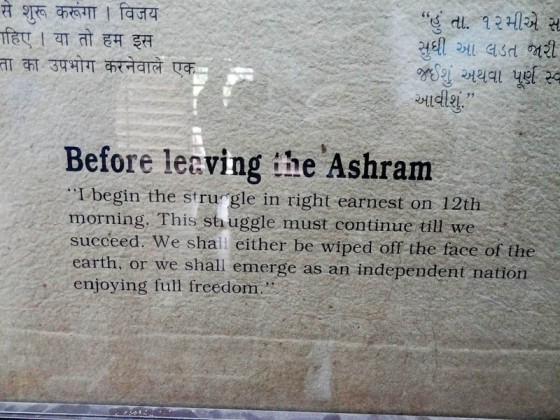 से शुरू करूंगा । विजय
हिए । या तो हम इस
ता का उपभोग करनेवाले एक
“હું તા. ૧૨મીએ સ
સુધી આ લડત જારી
જઈશું અથવા પૂર્ણ સ્વ
આવીશું.”
Before leaving the Ashram
“I begin the struggle in right earnest on 12th
morning. This struggle must continue till we
succeed. We shall either be wiped off the face of the
earth, or we shall emerge as an independent nation
enjoying full freedom.”